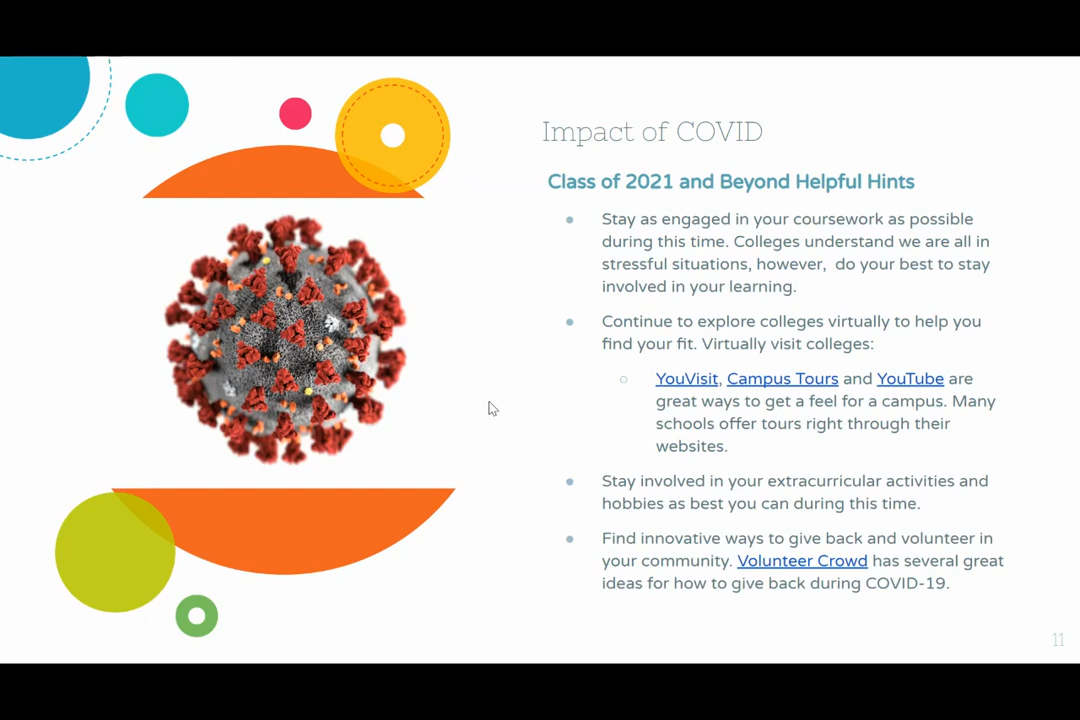 Impact of COVID
Class of 2021 and Beyond Helpful Hints
Stay as engaged in your coursework as possible
during this time. Colleges understand we are all in
stressful situations, however,  do your best to stay
involved in your learning.
Continue to explore colleges virtually to help you
find your fit. Virtually visit colleges:
YouVisit, Campus Tours and YouTube are
great ways to get a feel for a campus. Many
schools offer tours right through their
websites.
Stay involved in your extracurricular activities and
hobbies as best you can during this time.
Find innovative ways to give back and volunteer in
your community. Volunteer Crowd has several great
ideas for how to give back during COVID-19.
11